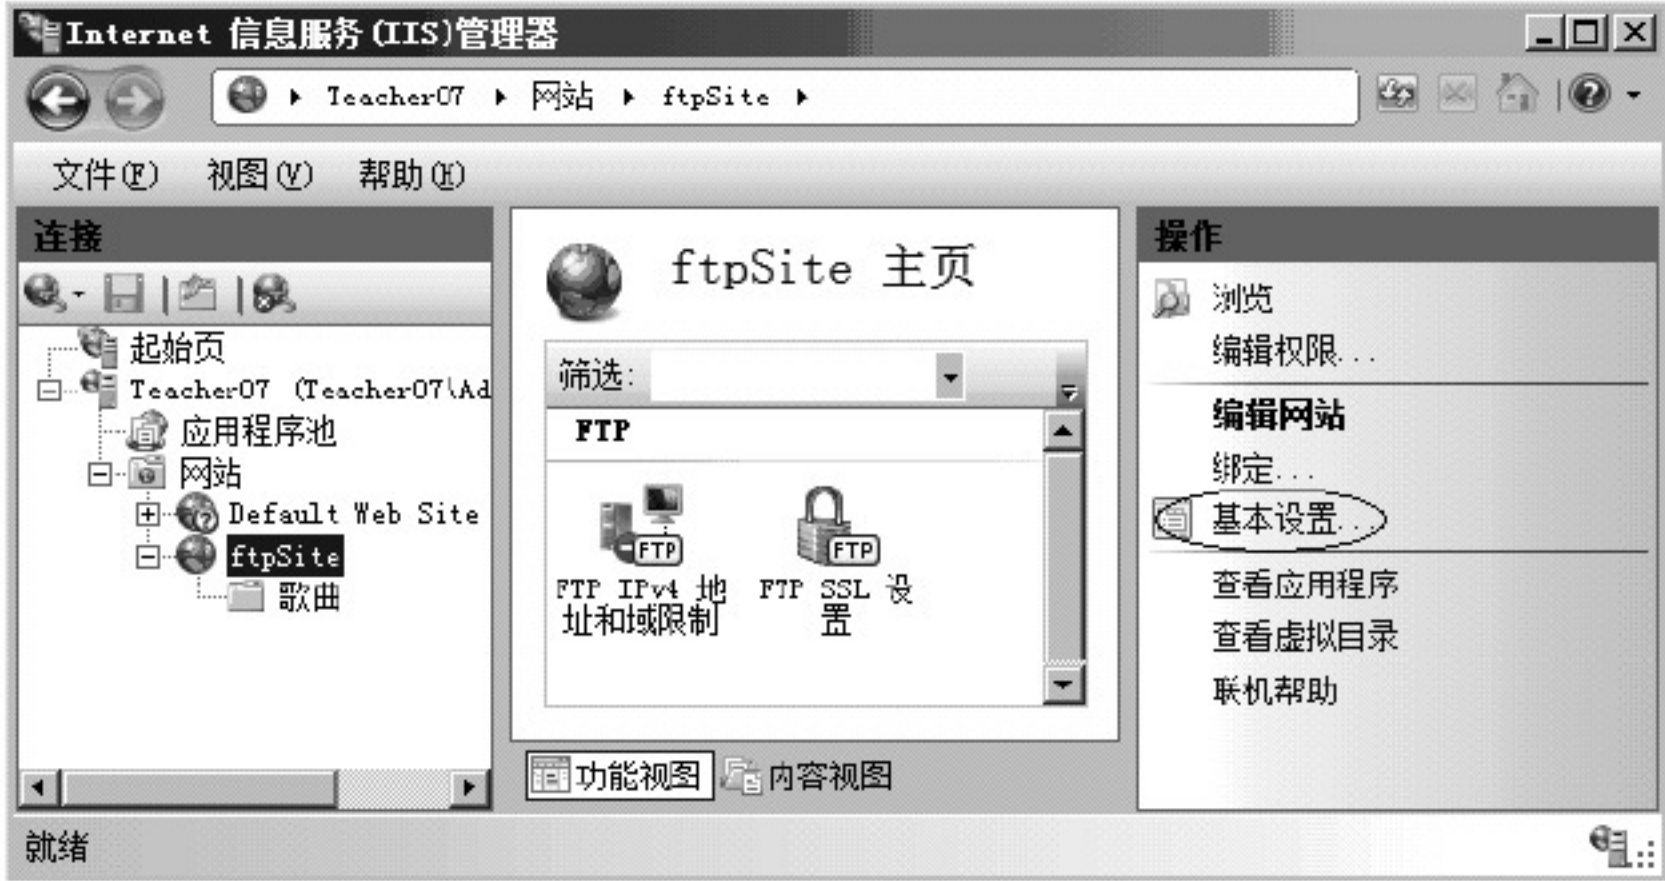 Internet 信息服务(IIS)管理器
Teacher07 网站 ftpSite
文件(F) 视图(V) 帮助(H)
连接
起始页
Teacher07 (Teacher07\Ad
应用程序池
网站
Default Web Site
ftpSite
歌曲
ftpSite 主页
筛选:
FTP
FTP
FTP IPv4 地
址和域限制
FTP
FTP SSL 设
置
功能视图 内容视图
操作
浏览
编辑权限...
编辑网站
绑定...
基本设置...
查看应用程序
查看虚拟目录
联机帮助
就绪